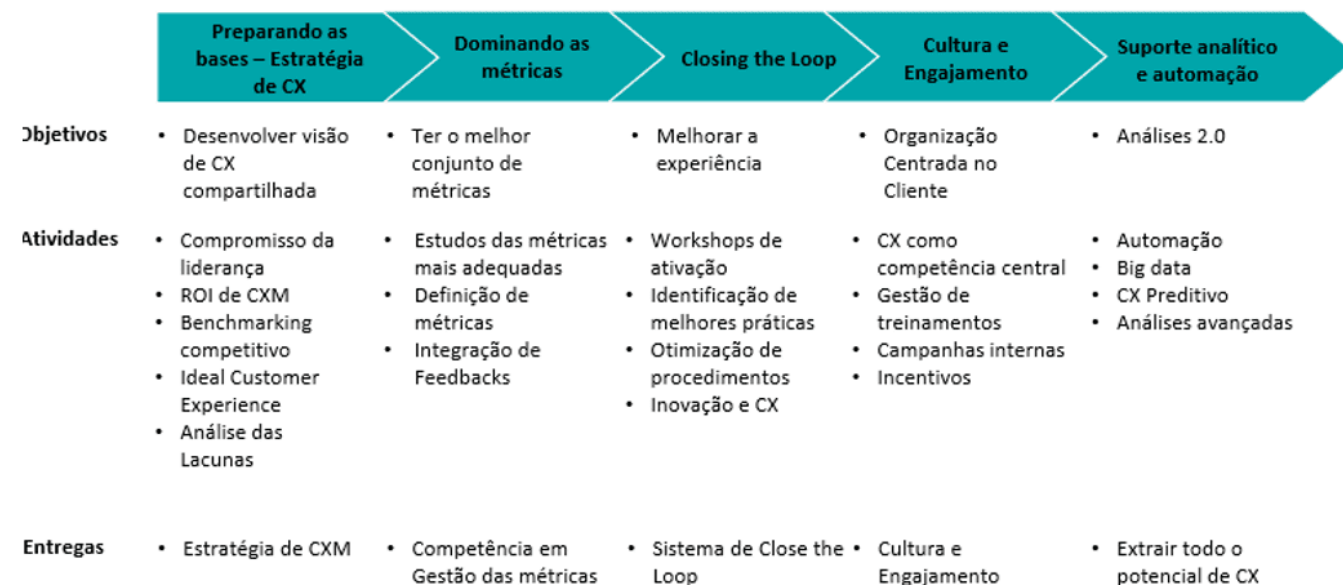 Preparando as
bases – Estratégia
de CX
Dominando as
métricas
Closing the Loop
Cultura e
Engajamento
Suporte analítico
e automação
Objetivos
• Desenvolver visão
de CX
compartilhada
• Ter o melhor
conjunto de
métricas
• Melhorar a
experiência
• Organização
Centrada no
Cliente
• Análises 2.0
Atividades
• Compromisso da
liderança
• ROI de CXM
• Benchmarking
competitivo
• Ideal Customer
Experience
• Análise das
Lacunas
• Estudos das métricas
mais adequadas
• Definição de
métricas
• Integração de
Feedbacks
• Workshops de
ativação
• Identificação de
melhores práticas
• Otimização de
procedimentos
• Inovação e CX
• CX como
competência central
• Gestão de
treinamentos
• Campanhas internas
• Incentivos
• Automação
• Big data
• CX Preditivo
• Análises avançadas
Entregas
• Estratégia de CXM
• Competência em
Gestão das métricas
• Sistema de Close the
Loop
• Cultura e
Engajamento
• Extrair todo o
potencial de CX